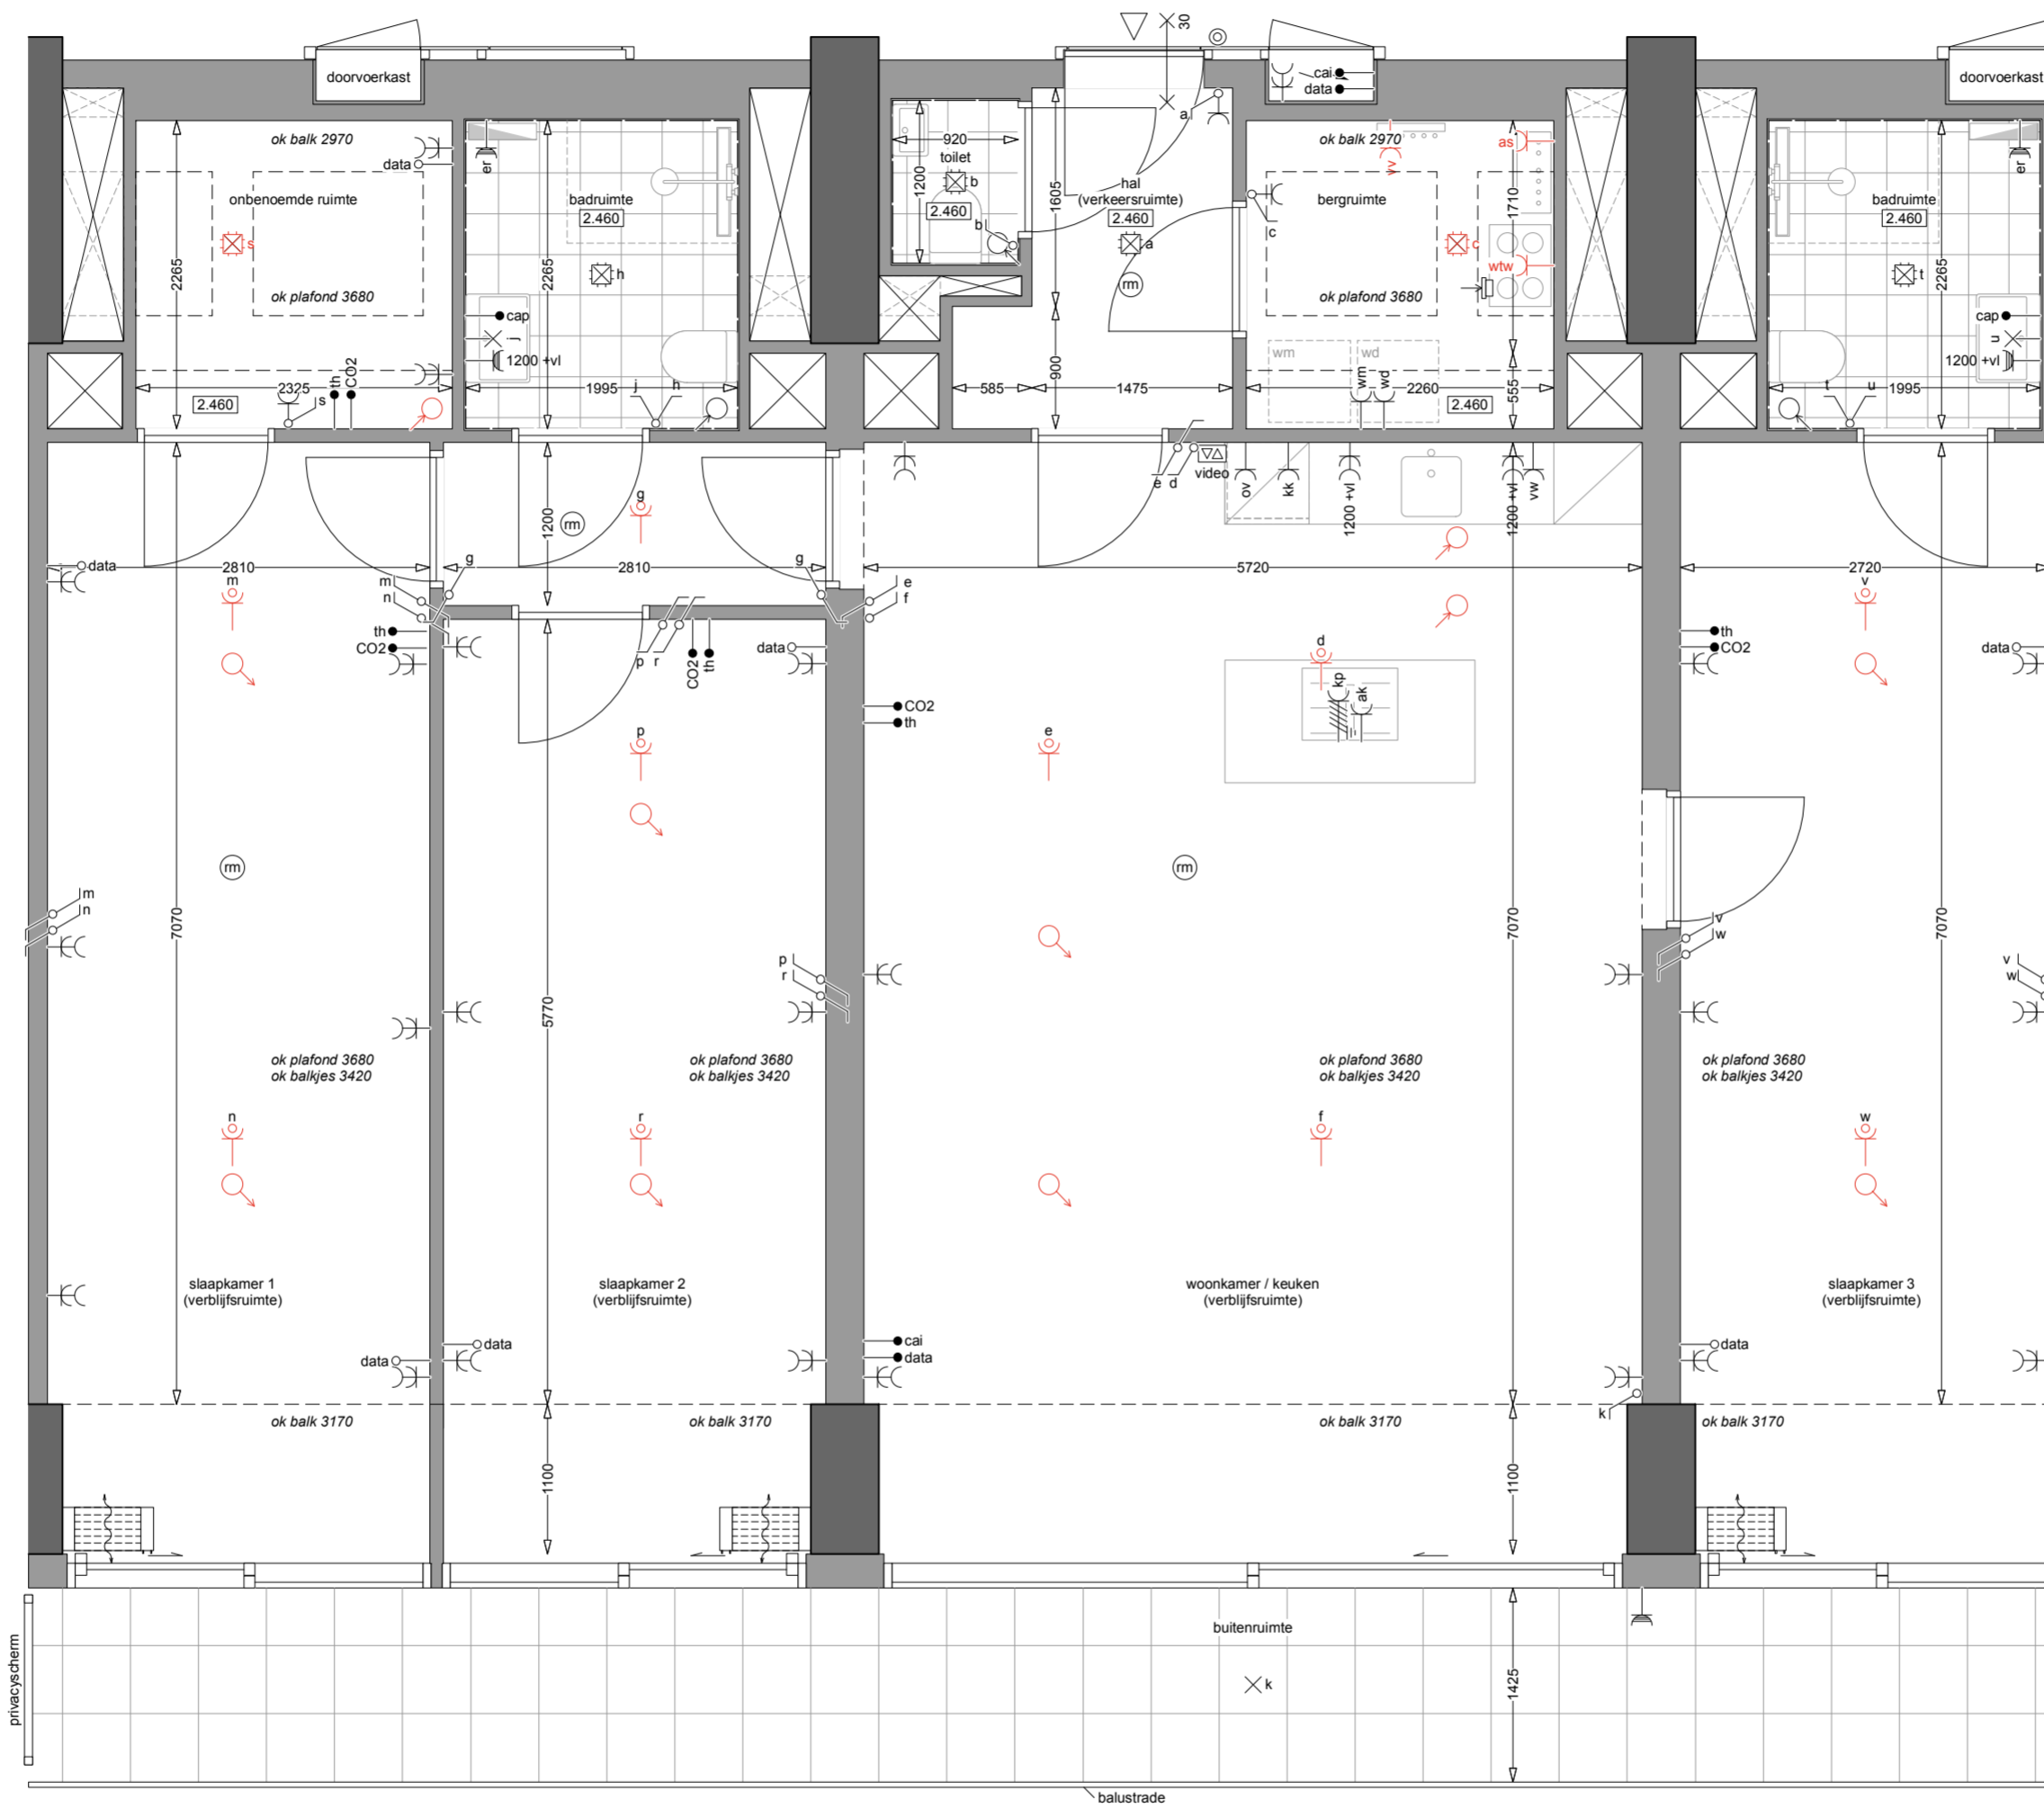 30
doorvoerkast
cai
data
doorvoerkast
a
ok balk 2970
data
er
920
toilet
b
1200
1605
hal
(verkeersruimte)
2.460
a
b
2.460
ok balk 2970
v
as
1710
er
onbenoemde ruimte
badruimte
2.460
bergruimte
badruimte
2.460
s
2265
h
2265
c
c
wtw
t
2265
ok plafond 3680
ok plafond 3680
cap
j
1200 +vl
cap
u
1200 +vl
rm
wm
wd
2325
th
CO2
1995
j
h
585
900
1475
wm
wd
2260
555
2.460
s
2.460
t
u
1995
e
d
video
ov
kk
1200 +vl
1200 +vl
vw
g
rm
1200
data
2810
g
2810
g
5720
2720
m
m
n
e
f
v
th
CO2
p
r
CO2
th
data
d
kp
ak
th
CO2
data
CO2
th
p
e
rm
rm
m
n
7070
7070
7070
v
w
p
r
v
w
5770
ok plafond 3680
ok balkjes 3420
ok plafond 3680
ok balkjes 3420
ok plafond 3680
ok balkjes 3420
ok plafond 3680
ok balkjes 3420
n
r
f
w
slaapkamer 1
(verblijfsruimte)
slaapkamer 2
(verblijfsruimte)
woonkamer / keuken
(verblijfsruimte)
slaapkamer 3
(verblijfsruimte)
data
data
cai
data
data
k
ok balk 3170
ok balk 3170
ok balk 3170
ok balk 3170
1100
1100
privacyscherm
buitenruimte
k
1425
balustrade